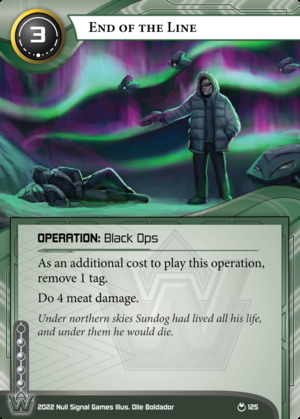 3
End of the Line
OPERATION: Black Ops
As an additional cost to play this operation,
remove 1 tag.
Do 4 meat damage.
Under northern skies Sundog had lived all his life,
and under them he would die.
2022 Null Signal Games Illus. Olie Boldador
125